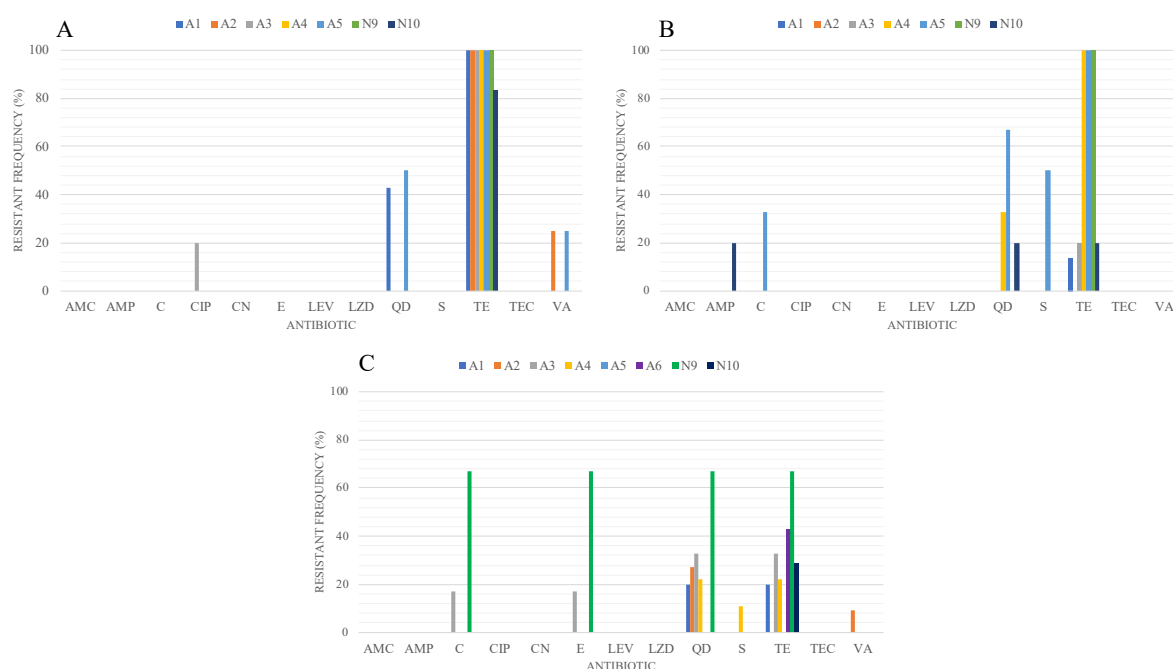 A
A1 A2 A3 A4 A5 N9 N10
RESISTANT FREQUENCY (%)
100
80
60
40
20
0
AMC AMP C CIP CN E LEV LZD QD S TE TEC VA
ANTIBIOTIC
B
A1 A2 A3 A4 A5 N9 N10
RESISTANT FREQUENCY (%)
100
80
60
40
20
0
AMC AMP C CIP CN E LEV LZD QD S TE TEC VA
ANTIBIOTIC
C
A1 A2 A3 A4 A5 A6 N9 N10
RESISTANT FREQUENCY (%)
100
80
60
40
20
0
AMC AMP C CIP CN E LEV LZD QD S TE TEC VA
ANTIBIOTIC